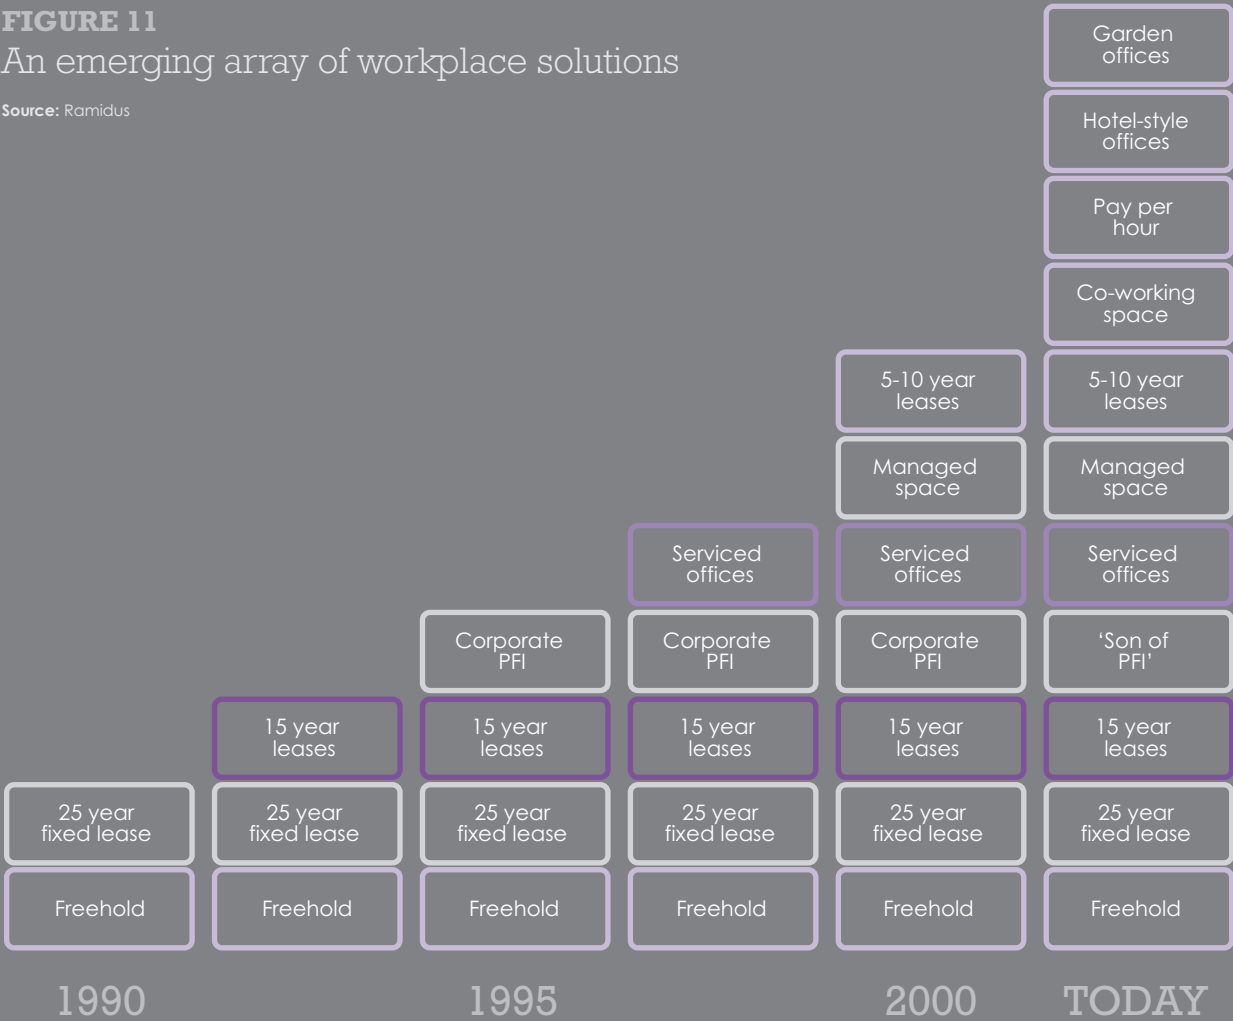 FIGURE 11
An emerging array of workplace solutions
Source: Ramidus
Garden
offices
Hotel-style
offices
Pay per
hour
Co-working
space
5-10 year
leases
5-10 year
leases
Managed
space
Managed
space
Serviced
offices
Serviced
offices
Serviced
offices
Corporate
PFI
Corporate
PFI
Corporate
PFI
‘Son of
PFI’
15 year
leases
15 year
leases
15 year
leases
15 year
leases
15 year
leases
25 year
fixed lease
25 year
fixed lease
25 year
fixed lease
25 year
fixed lease
25 year
fixed lease
25 year
fixed lease
Freehold
Freehold
Freehold
Freehold
Freehold
Freehold
1990
1995
2000
TODAY